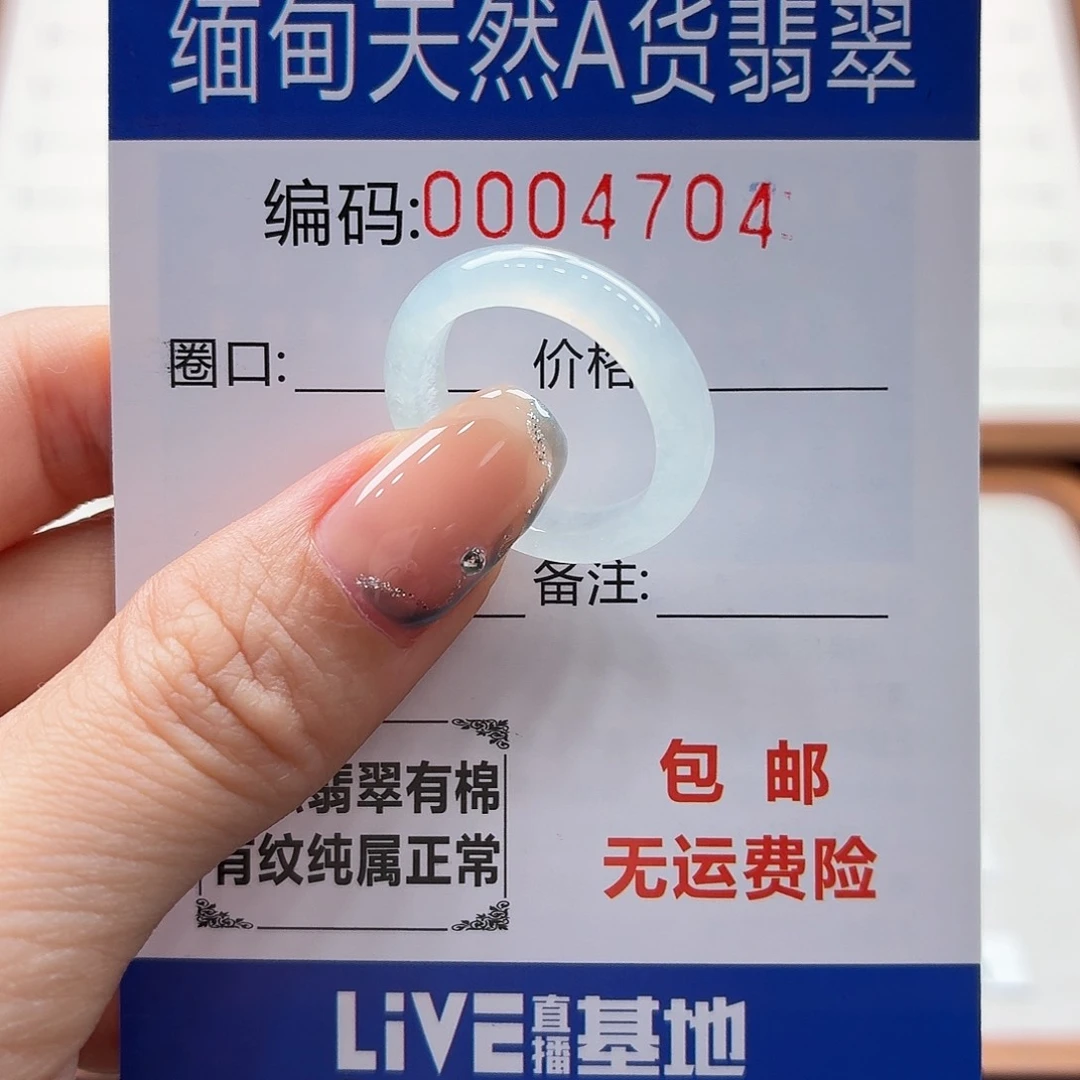 缅甸天然A货翡翠
编码:0004704
圈口: 价格
备注:
翡翠有棉
有纹纯属正常
包邮
无运费险
LiVE直播基地